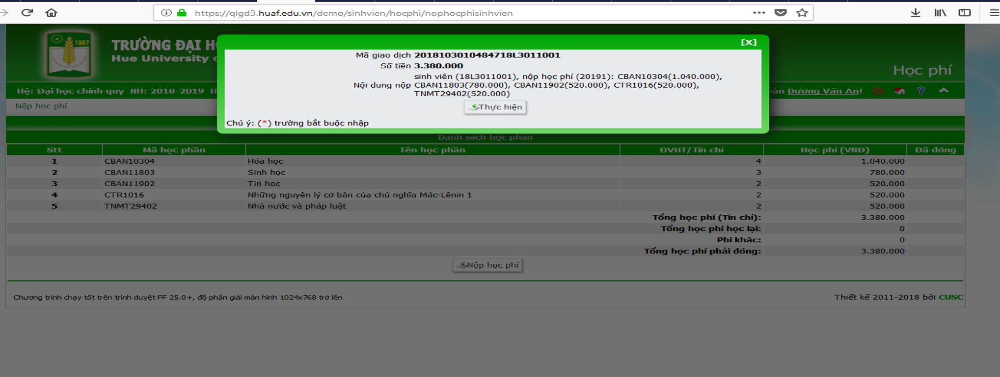 https://qlgd3.huaf.edu.vn/demo/sinhvien/hocphi/nophocphisinhvien
1967
TRƯỜNG ĐẠI
Hue University
[X]
Mã giao dịch 2018103010484718L3011001
Số tiền 3.380.000
sinh viên (18L3011001), nộp học phí (20191): CBAN10304(1.040.000),
Nội dung nộp CBAN11803(780.000), CBAN11902(520.000), CTR1016(520.000),
TNMT29402(520.000)
Thực hiện
Chú ý: (*) trường bắt buộc nhập
Học phí
Hệ: Đại học chính quy NH: 2018-2019 H
Dương Văn An!
Nộp học phí
Danh sách học phần
Stt Mã học phần Tên học phần ĐVHT/Tín chỉ Học phí (VNĐ) Đã đóng
1 CBAN10304 Hóa học 4 1.040.000
2 CBAN11803 Sinh học 3 780.000
3 CBAN11902 Tin học 2 520.000
4 CTR1016 Những nguyên lý cơ bản của chủ nghĩa Mác-Lênin 1 2 520.000
5 TNMT29402 Nhà nước và pháp luật 2 520.000
Tổng học phí (Tín chỉ): 3.380.000
Tổng học phí học lại: 0
Phí khác: 0
Tổng học phí phải đóng: 3.380.000
Nộp học phí
Chương trình chạy tốt trên trình duyệt FF 25.0+, độ phân giải màn hình 1024x768 trở lên
Thiết kế 2011-2018 bởi CUSC